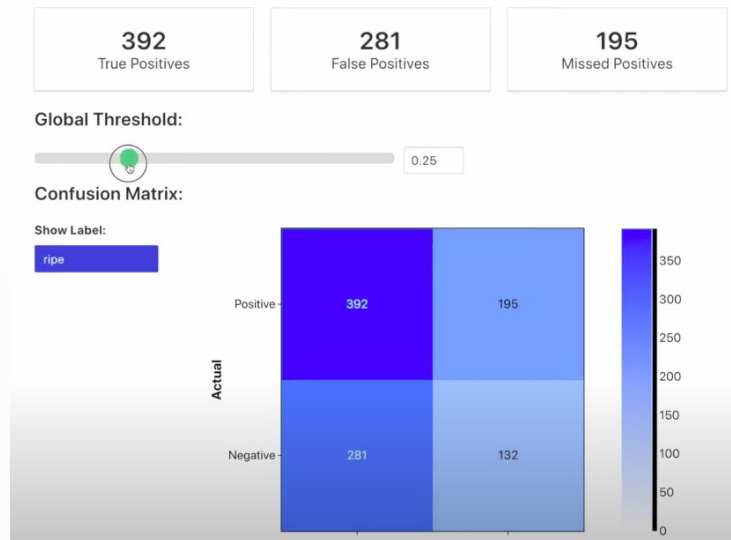 392
True Positives
281
False Positives
195
Missed Positives
Global Threshold:
0.25
Confusion Matrix:
Show Label:
ripe
Actual
Positive
392
195
Negative
281
132
350
300
250
200
150
100
50
0